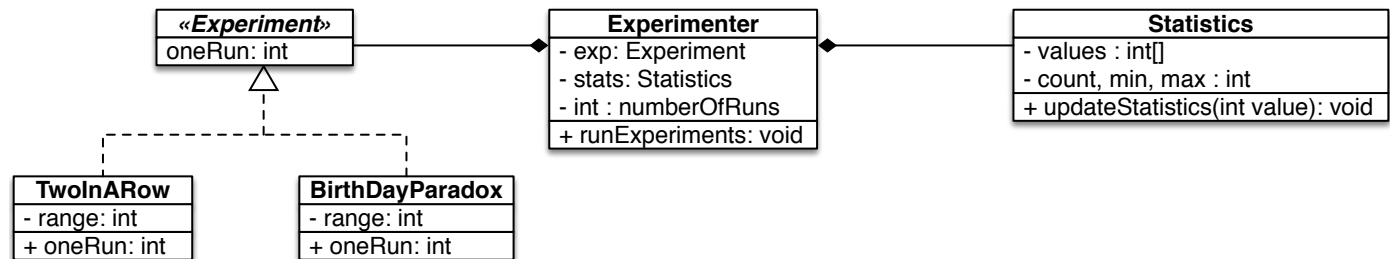 «Experiment»
oneRun: int
Experimenter
- exp: Experiment
- stats: Statistics
- int : numberOfRuns
+ runExperiments: void
Statistics
- values : int[]
- count, min, max : int
+ updateStatistics(int value): void
TwoInARow
- range: int
+ oneRun: int
BirthDayParadox
- range: int
+ oneRun: int